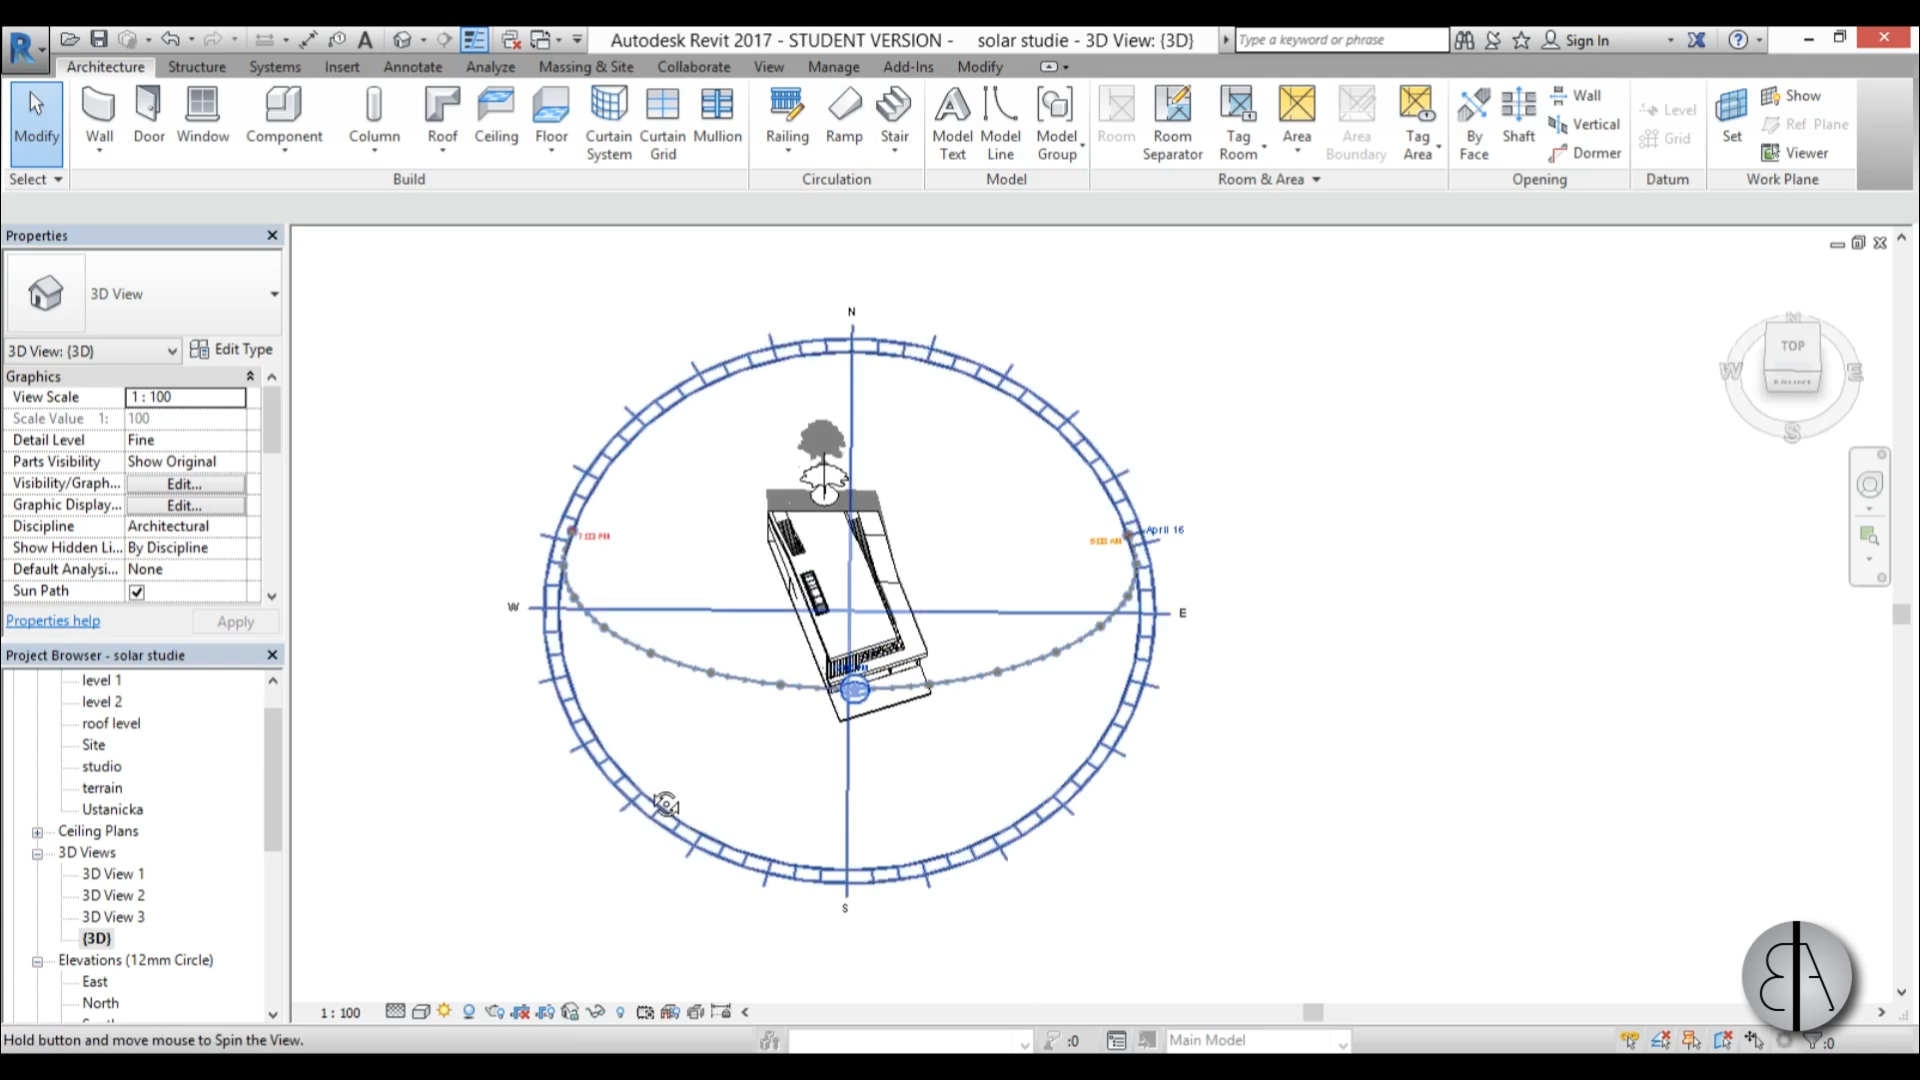 Autodesk Revit 2017 - STUDENT VERSION - solar studie - 3D View: {3D}
Type a keyword or phrase
Sign In
Architecture Structure Systems Insert Annotate Analyze Massing & Site Collaborate View Manage Add-Ins Modify
Modify
Wall
Door
Window
Component
Column
Roof
Ceiling
Floor
Curtain System
Curtain Grid
Mullion
Railing
Ramp
Stair
Model Text
Model Line
Model Group
Room
Room Separator
Tag Room
Area
Area Boundary
Tag Area
By Face
Shaft
Wall
Vertical
Dormer
Level
Grid
Set
Show
Ref Plane
Viewer
Select
Build
Circulation
Model
Room & Area
Opening
Datum
Work Plane
Properties
3D View
3D View: {3D}
Edit Type
Graphics
View Scale 1 : 100
Scale Value 1: 100
Detail Level Fine
Parts Visibility Show Original
Visibility/Graph... Edit...
Graphic Display... Edit...
Discipline Architectural
Show Hidden Li... By Discipline
Default Analysi... None
Sun Path
Properties help
Apply
Project Browser - solar studie
level 1
level 2
roof level
Site
studio
terrain
Ustanicka
Ceiling Plans
3D Views
3D View 1
3D View 2
3D View 3
{3D}
Elevations (12mm Circle)
East
North
N
7:00 PM
April 16
W
E
S
N
TOP
W
E
S
1 : 100
Hold button and move mouse to Spin the View.
:0
Main Model
:0